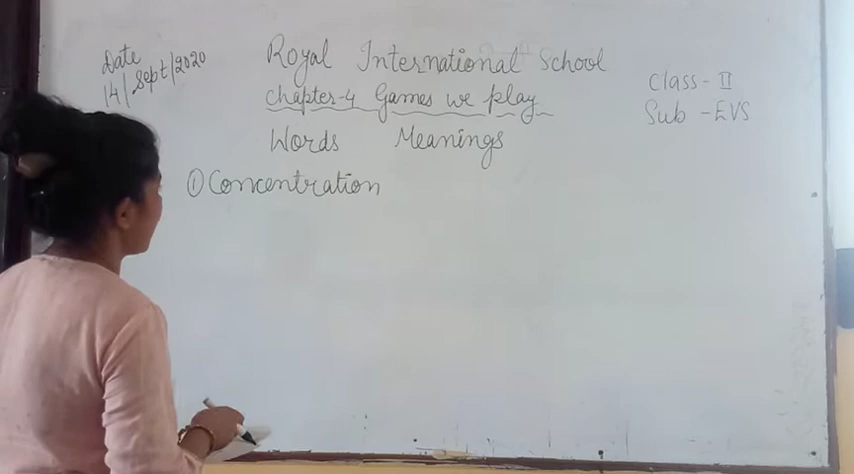 Date
14/Sept/2020
Royal International School
Chapter-4 Games we play
Class - II
Sub - EVS
Words Meanings
① Concentration